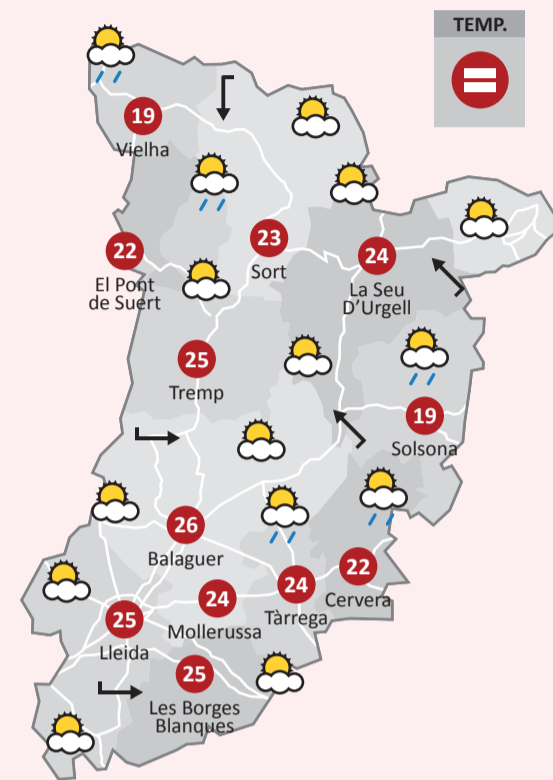 TEMP.
19
Vielha
22
El Pont
de Suert
23
Sort
24
La Seu
D'Urgell
25
Tremp
19
Solsona
26
Balaguer
22
Cervera
24
Tàrrega
24
Mollerussa
25
Lleida
25
Les Borges
Blanques